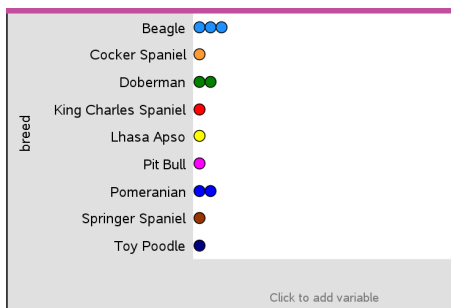 Beagle
Cocker Spaniel
Doberman
King Charles Spaniel
breed
Lhasa Apso
Pit Bull
Pomeranian
Springer Spaniel
Toy Poodle
Click to add variable